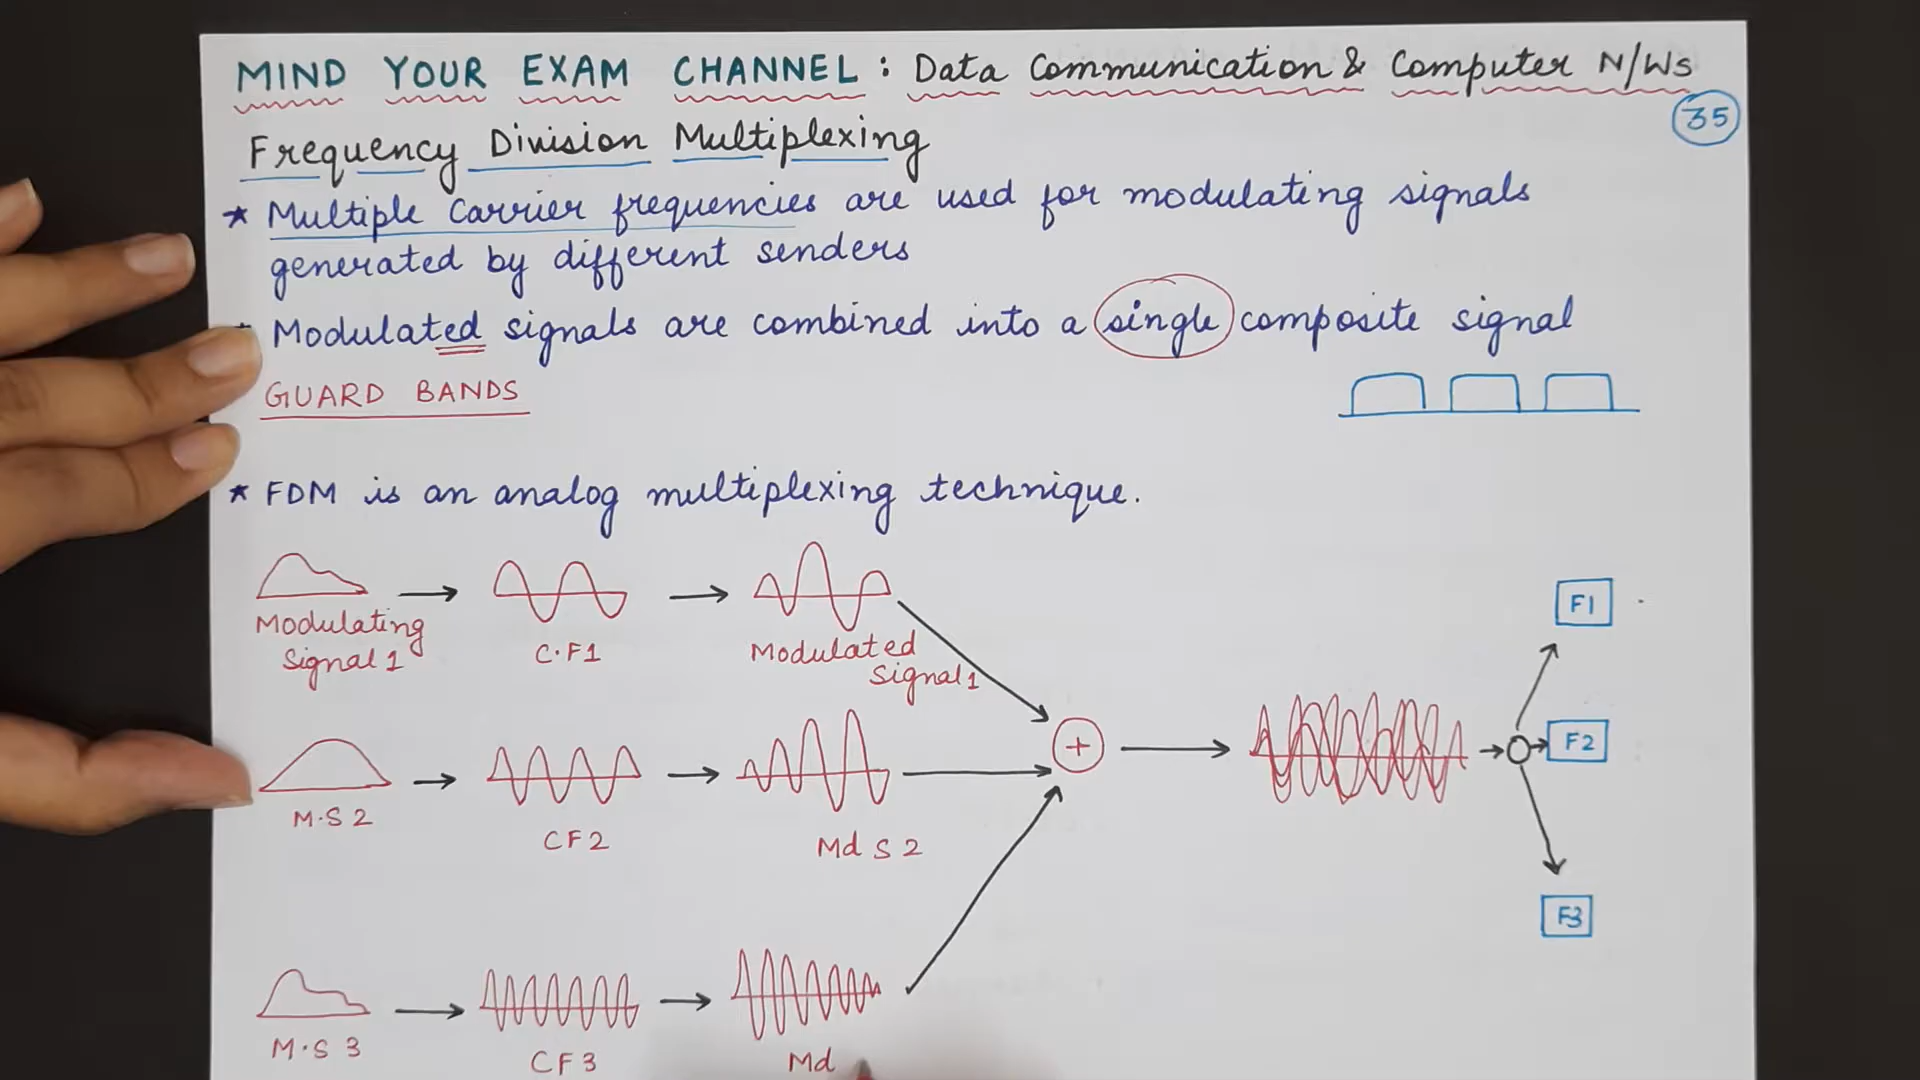 MIND YOUR EXAM CHANNEL : Data Communication & Computer N/Ws
35
Frequency Division Multiplexing
* Multiple Carrier frequencies are used for modulating signals
generated by different senders
Modulated signals are combined into a single composite signal
GUARD BANDS
* FDM is an analog multiplexing technique.
Modulating
Signal 1
C.F1
Modulated
Signal 1
F1
+
F2
M.S 2
CF2
Md S 2
F3
M.S 3
CF3
Md